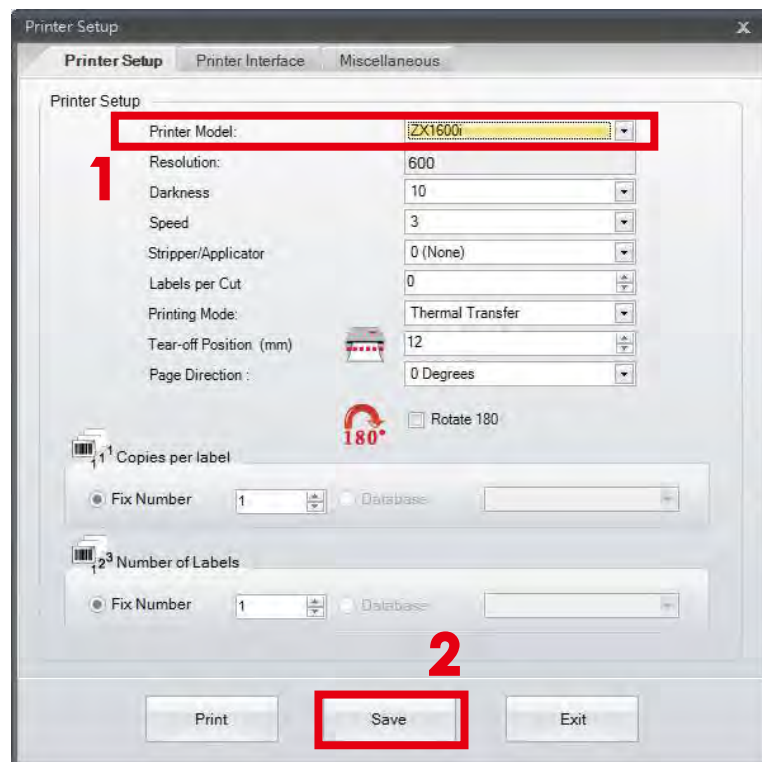 Printer Setup x
Printer Setup Printer Interface Miscellaneous
Printer Setup
Printer Model: ZX1600i
1
Resolution: 600
Darkness 10
Speed 3
Stripper/Applicator 0 (None)
Labels per Cut 0
Printing Mode: Thermal Transfer
Tear-off Position (mm) 12
Page Direction : 0 Degrees
180° Rotate 180
11¹ Copies per label
Fix Number 1 Database
12³ Number of Labels
Fix Number 1 Database
2
Print Save Exit